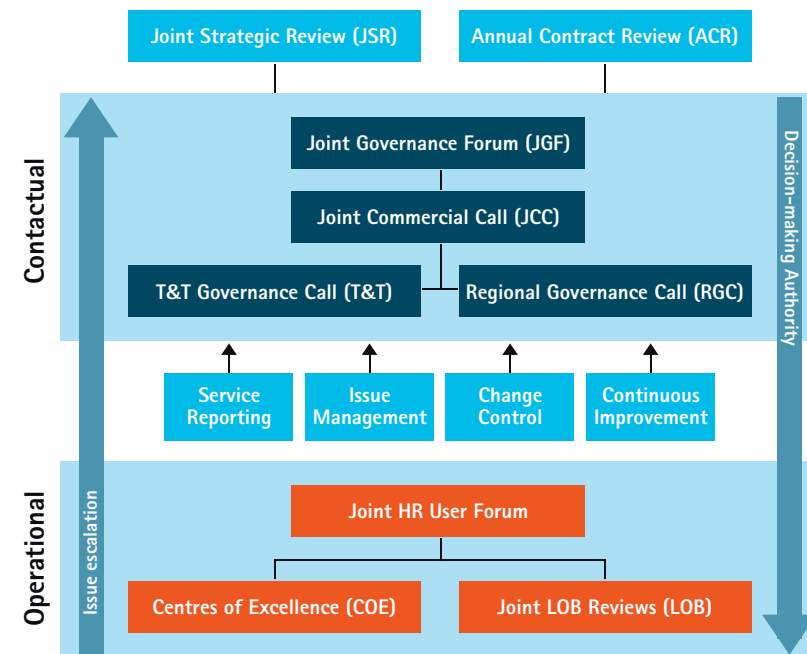 Joint Strategic Review (JSR)
Annual Contract Review (ACR)
Contactual
Joint Governance Forum (JGF)
Joint Commercial Call (JCC)
T&T Governance Call (T&T)
Regional Governance Call (RGC)
Decision-making Authority
Service
Reporting
Issue
Management
Change
Control
Continuous
Improvement
Operational
Issue escalation
Joint HR User Forum
Centres of Excellence (COE)
Joint LOB Reviews (LOB)